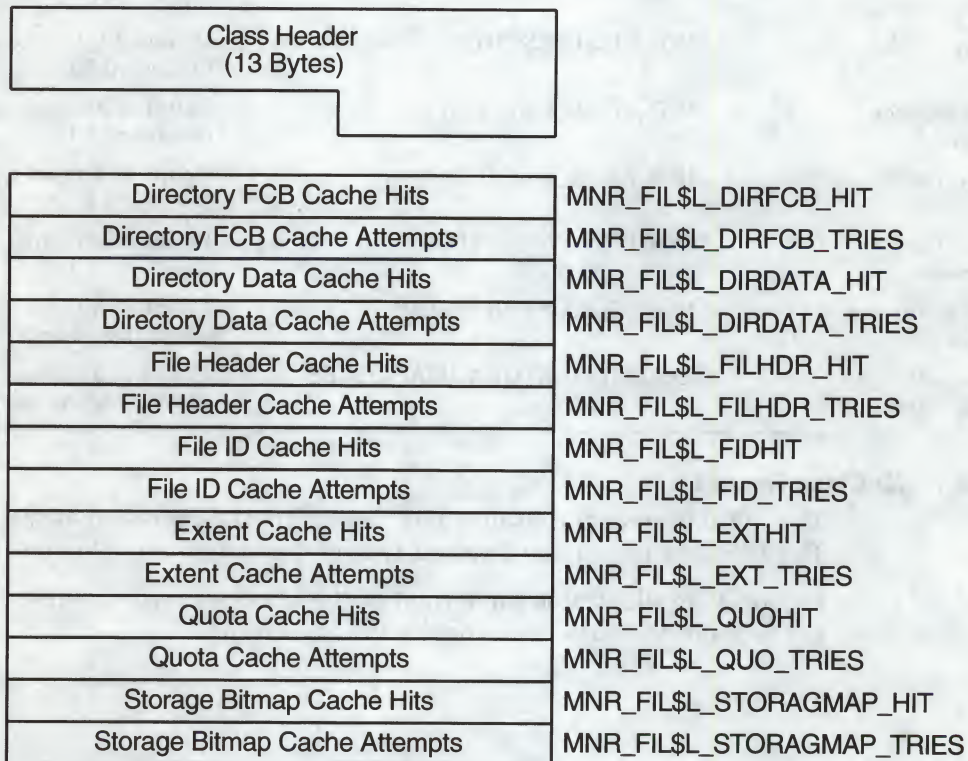 Class Header
(13 Bytes)
Directory FCB Cache Hits MNR_FIL$L_DIRFCB_HIT
Directory FCB Cache Attempts MNR_FIL$L_DIRFCB_TRIES
Directory Data Cache Hits MNR_FIL$L_DIRDATA_HIT
Directory Data Cache Attempts MNR_FIL$L_DIRDATA_TRIES
File Header Cache Hits MNR_FIL$L_FILHDR_HIT
File Header Cache Attempts MNR_FIL$L_FILHDR_TRIES
File ID Cache Hits MNR_FIL$L_FIDHIT
File ID Cache Attempts MNR_FIL$L_FID_TRIES
Extent Cache Hits MNR_FIL$L_EXTHIT
Extent Cache Attempts MNR_FIL$L_EXT_TRIES
Quota Cache Hits MNR_FIL$L_QUOHIT
Quota Cache Attempts MNR_FIL$L_QUO_TRIES
Storage Bitmap Cache Hits MNR_FIL$L_STORAGMAP_HIT
Storage Bitmap Cache Attempts MNR_FIL$L_STORAGMAP_TRIES